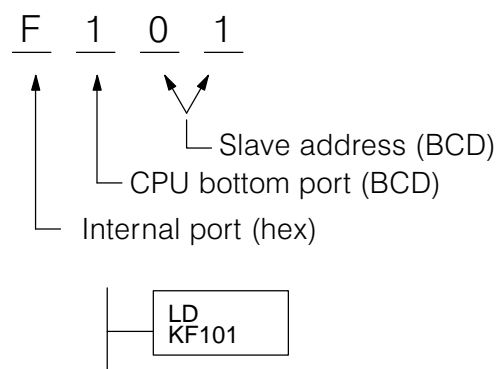 F 1 0 1
Slave address (BCD)
CPU bottom port (BCD)
Internal port (hex)
LD
KF101